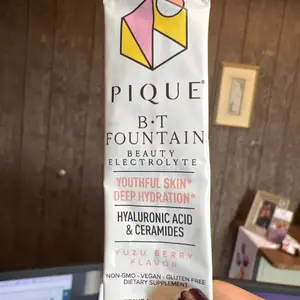 PIQUE®
B·T
FOUNTAIN
BEAUTY
ELECTROLYTE
YOUTHFUL SKIN*
DEEP HYDRATION*
HYALURONIC ACID
& CERAMIDES
YUZU BERRY
FLAVOR
NON-GMO - VEGAN - GLUTEN FREE
DIETARY SUPPLEMENT